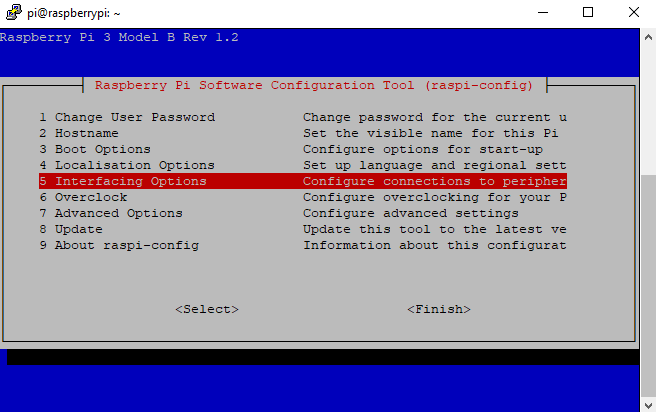 pi@raspberrypi: ~
Raspberry Pi 3 Model B Rev 1.2
Raspberry Pi Software Configuration Tool (raspi-config)
1 Change User Password Change password for the current u
2 Hostname Set the visible name for this Pi
3 Boot Options Configure options for start-up
4 Localisation Options Set up language and regional sett
5 Interfacing Options Configure connections to peripher
6 Overclock Configure overclocking for your P
7 Advanced Options Configure advanced settings
8 Update Update this tool to the latest ve
9 About raspi-config Information about this configurat
<Select> <Finish>